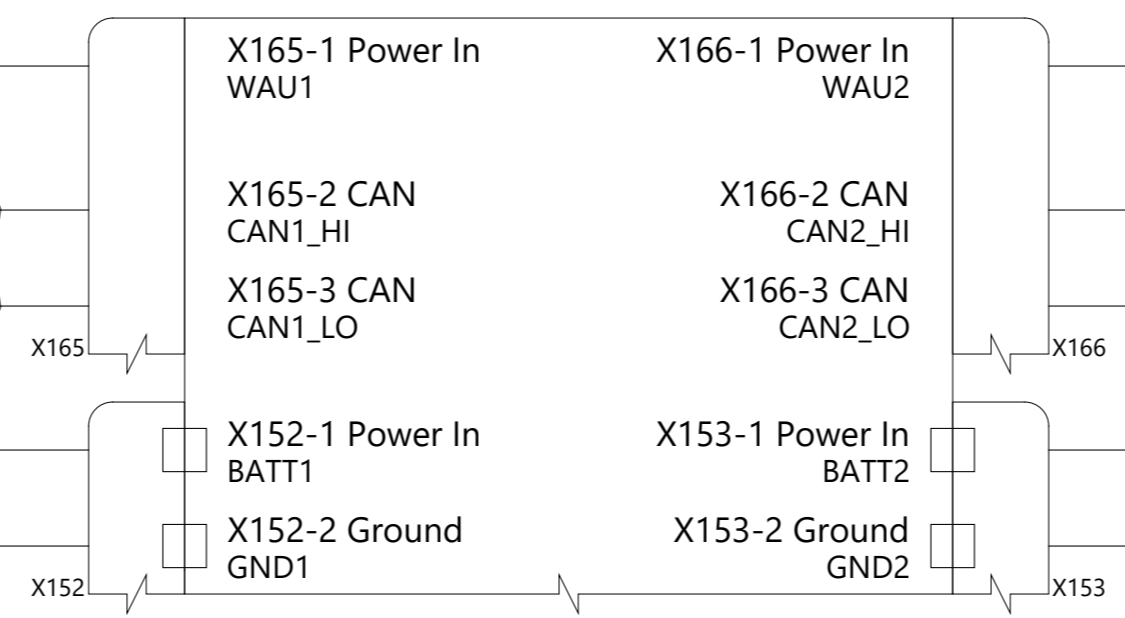 X165-1 Power In
WAU1
X166-1 Power In
WAU2
X165-2 CAN
CAN1_HI
X166-2 CAN
CAN2_HI
X165-3 CAN
CAN1_LO
X166-3 CAN
CAN2_LO
X165
X166
X152-1 Power In
BATT1
X153-1 Power In
BATT2
X152-2 Ground
GND1
X153-2 Ground
GND2
X152
X153